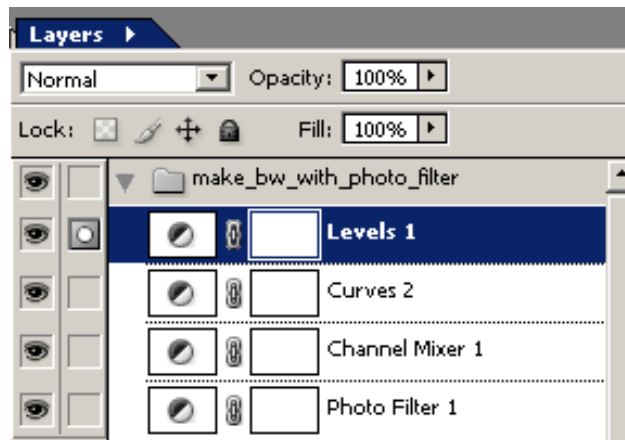 Layers
Normal Opacity: 100%
Lock: Fill: 100%
make_bw_with_photo_filter
Levels 1
Curves 2
Channel Mixer 1
Photo Filter 1